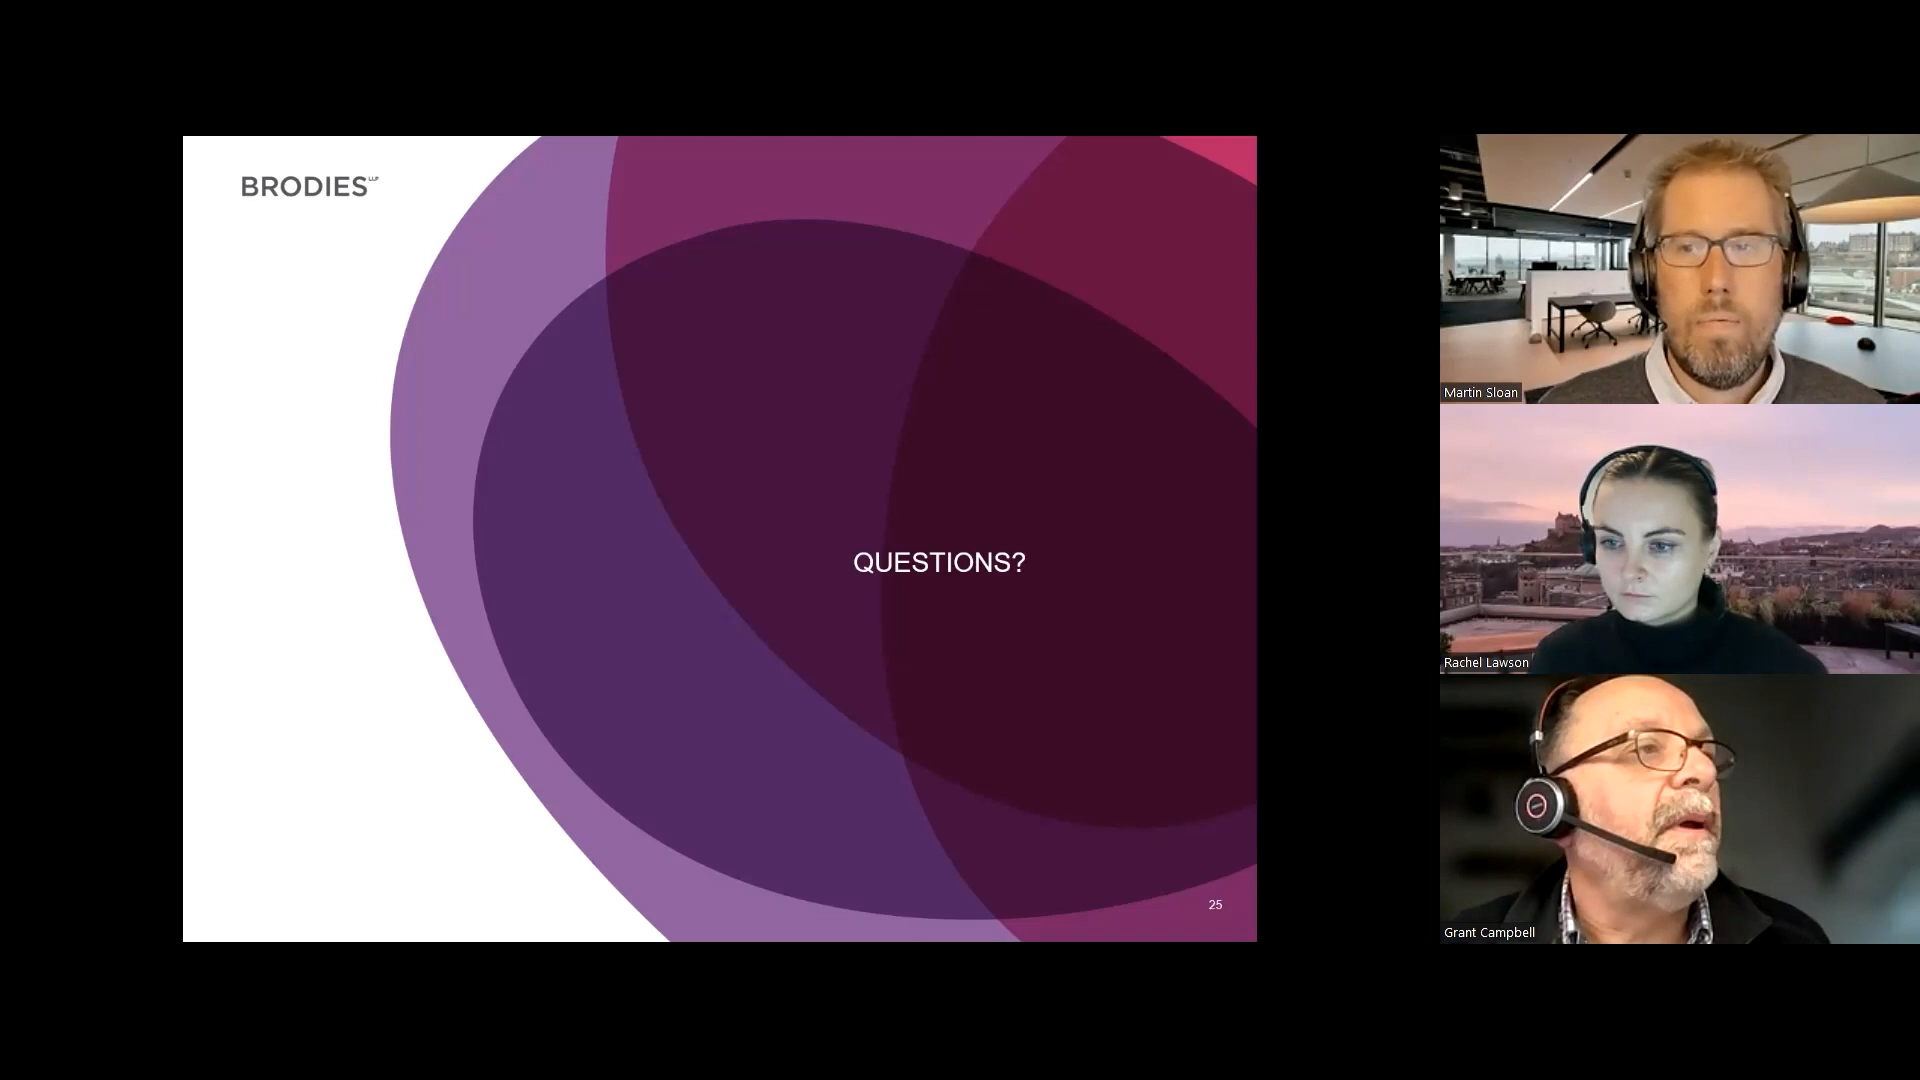 BRODIES LLP
QUESTIONS?
25
Martin Sloan
Rachel Lawson
Grant Campbell